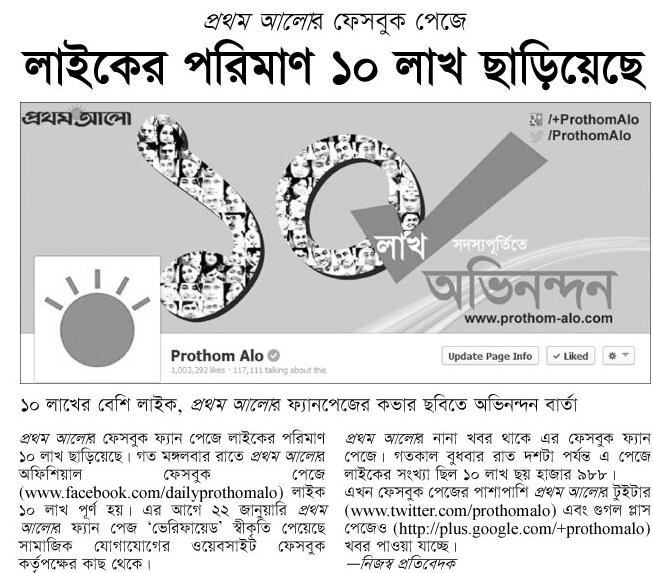 প্রথম আলোর ফেসবুক পেজে
লাইকের পরিমাণ ১০ লাখ ছাড়িয়েছে
প্রথম আলো
/+ProthomAlo
/ProthomAlo
১০
লাখ
সদস্যপূর্তিতে
অভিনন্দন
www.prothom-alo.com
Prothom Alo
1,003,292 likes · 117,111 talking about this
Update Page Info
✓ Liked
১০ লাখের বেশি লাইক, প্রথম আলোর ফ্যানপেজের কভার ছবিতে অভিনন্দন বার্তা
প্রথম আলোর ফেসবুক ফ্যান পেজে লাইকের পরিমাণ
১০ লাখ ছাড়িয়েছে। গত মঙ্গলবার রাতে প্রথম আলোর
অফিশিয়াল ফেসবুক পেজে
(www.facebook.com/dailyprothomalo) লাইক
১০ লাখ পূর্ণ হয়। এর আগে ২২ জানুয়ারি প্রথম
আলোর ফ্যান পেজ ‘ভেরিফায়েড’ স্বীকৃতি পেয়েছে
সামাজিক যোগাযোগের ওয়েবসাইট ফেসবুক
কর্তৃপক্ষের কাছ থেকে।
প্রথম আলোর নানা খবর থাকে এর ফেসবুক ফ্যান
পেজে। গতকাল বুধবার রাত দশটা পর্যন্ত এ পেজে
লাইকের সংখ্যা ছিল ১০ লাখ ছয় হাজার ৯৮৮।
এখন ফেসবুক পেজের পাশাপাশি প্রথম আলোর টুইটার
(www.twitter.com/prothomalo) এবং গুগল প্লাস
পেজেও (http://plus.google.com/+prothomalo)
খবর পাওয়া যাচ্ছে।
—নিজস্ব প্রতিবেদক